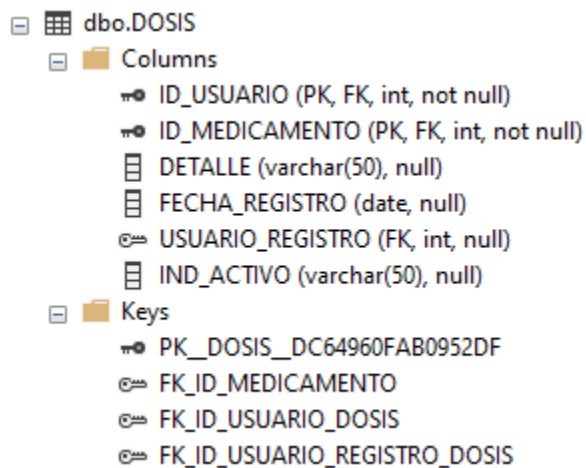 dbo.DOSIS
Columns
ID_USUARIO (PK, FK, int, not null)
ID_MEDICAMENTO (PK, FK, int, not null)
DETALLE (varchar(50), null)
FECHA_REGISTRO (date, null)
USUARIO_REGISTRO (FK, int, null)
IND_ACTIVO (varchar(50), null)
Keys
PK__DOSIS__DC64960FAB0952DF
FK_ID_MEDICAMENTO
FK_ID_USUARIO_DOSIS
FK_ID_USUARIO_REGISTRO_DOSIS